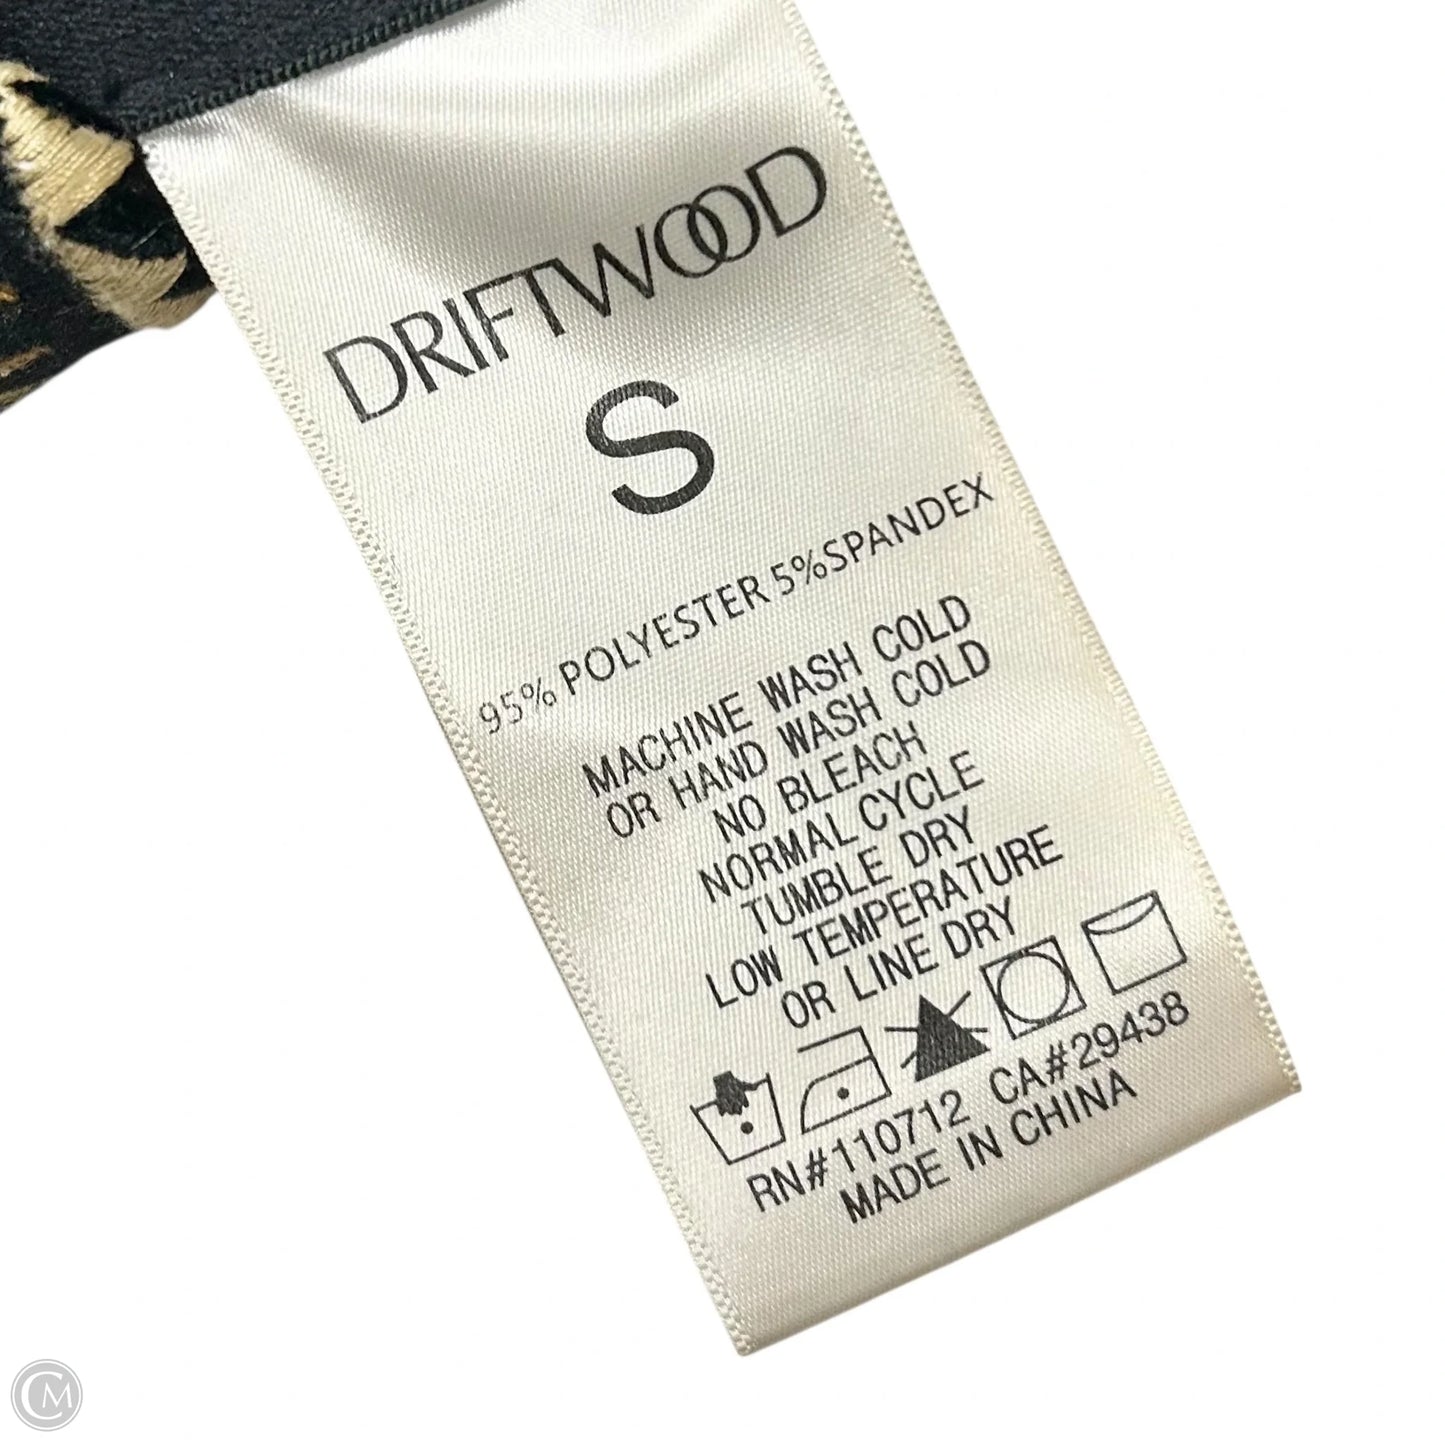 DRIFTWOOD
S
95% POLYESTER 5%SPANDEX
MACHINE WASH COLD
OR HAND WASH COLD
NO BLEACH
NORMAL CYCLE
TUMBLE DRY
LOW TEMPERATURE
OR LINE DRY
RN#110712 CA#29438
MADE IN CHINA
CM